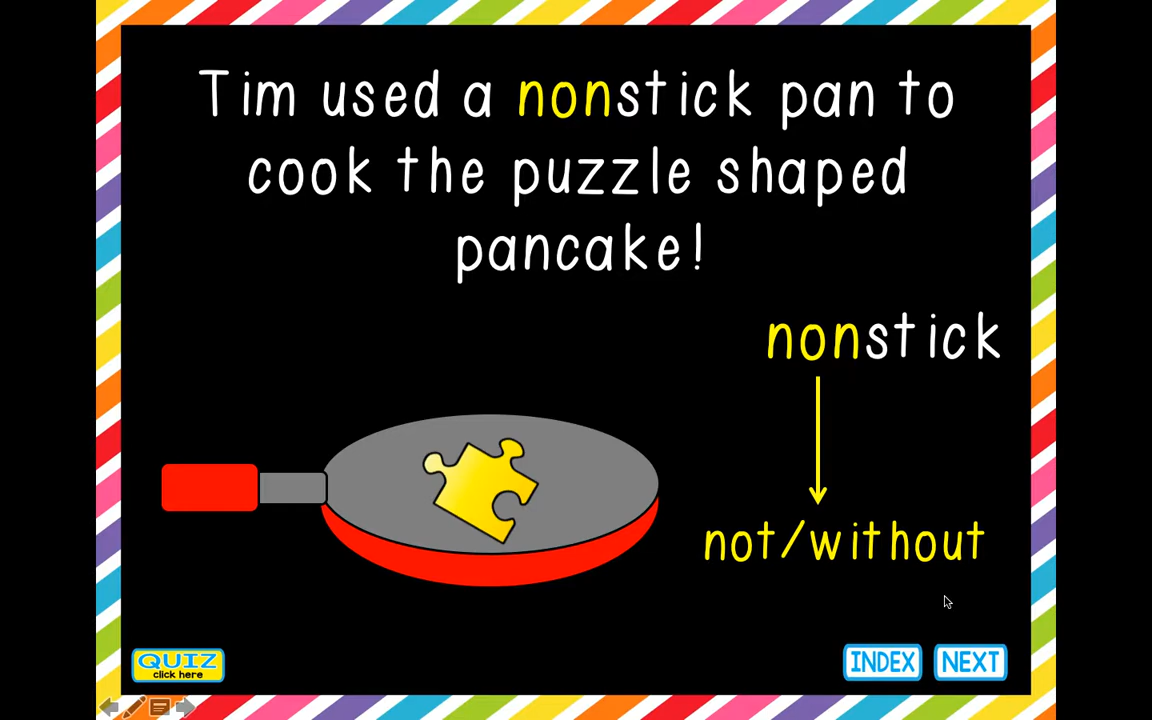 Tim used a nonstick pan to
cook the puzzle shaped
pancake!
nonstick
not/without
QUIZ
click here
INDEX
NEXT